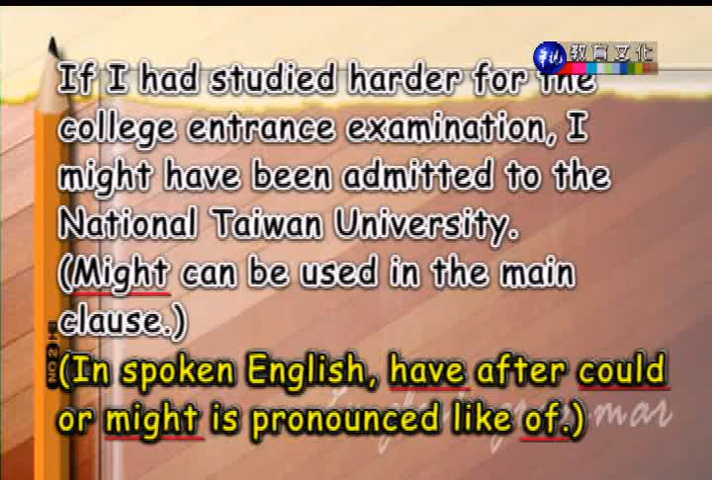 華視 教育文化
If I had studied harder for the
college entrance examination, I
might have been admitted to the
National Taiwan University.
(Might can be used in the main
clause.)
(In spoken English, have after could
or might is pronounced like of.)